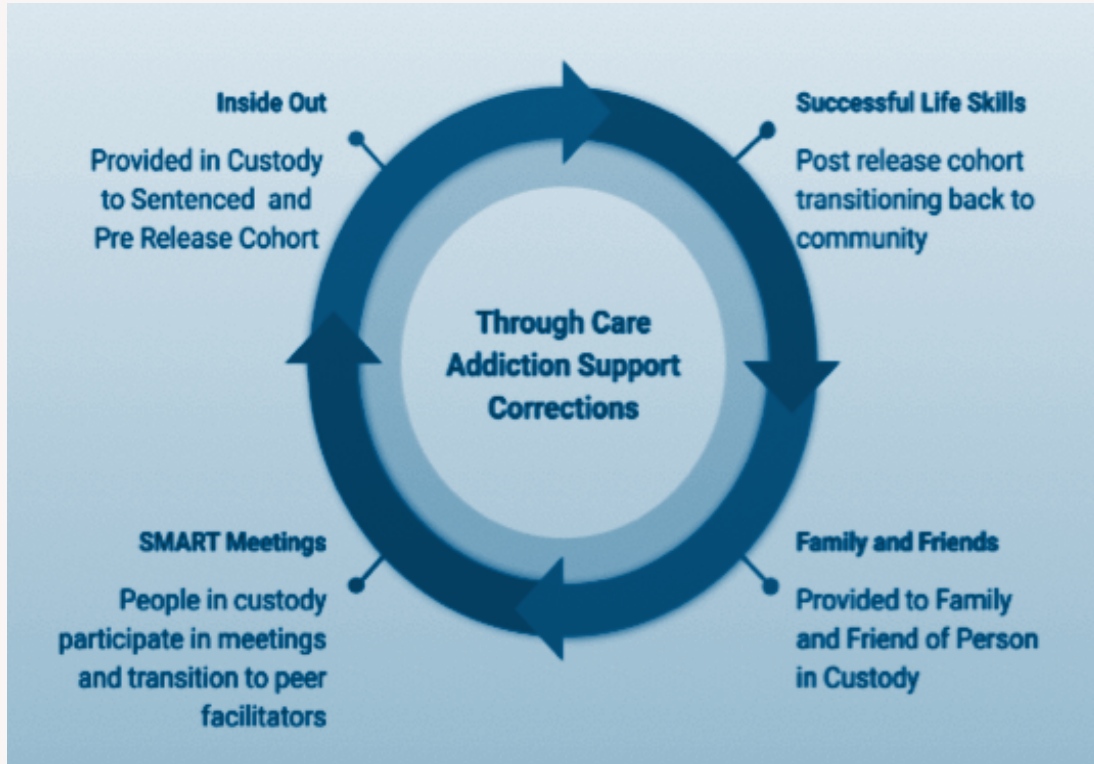 Inside Out
Provided in Custody
to Sentenced and
Pre Release Cohort
Successful Life Skills
Post release cohort
transitioning back to
community
Through Care
Addiction Support
Corrections
SMART Meetings
People in custody
participate in meetings
and transition to peer
facilitators
Family and Friends
Provided to Family
and Friend of Person
in Custody